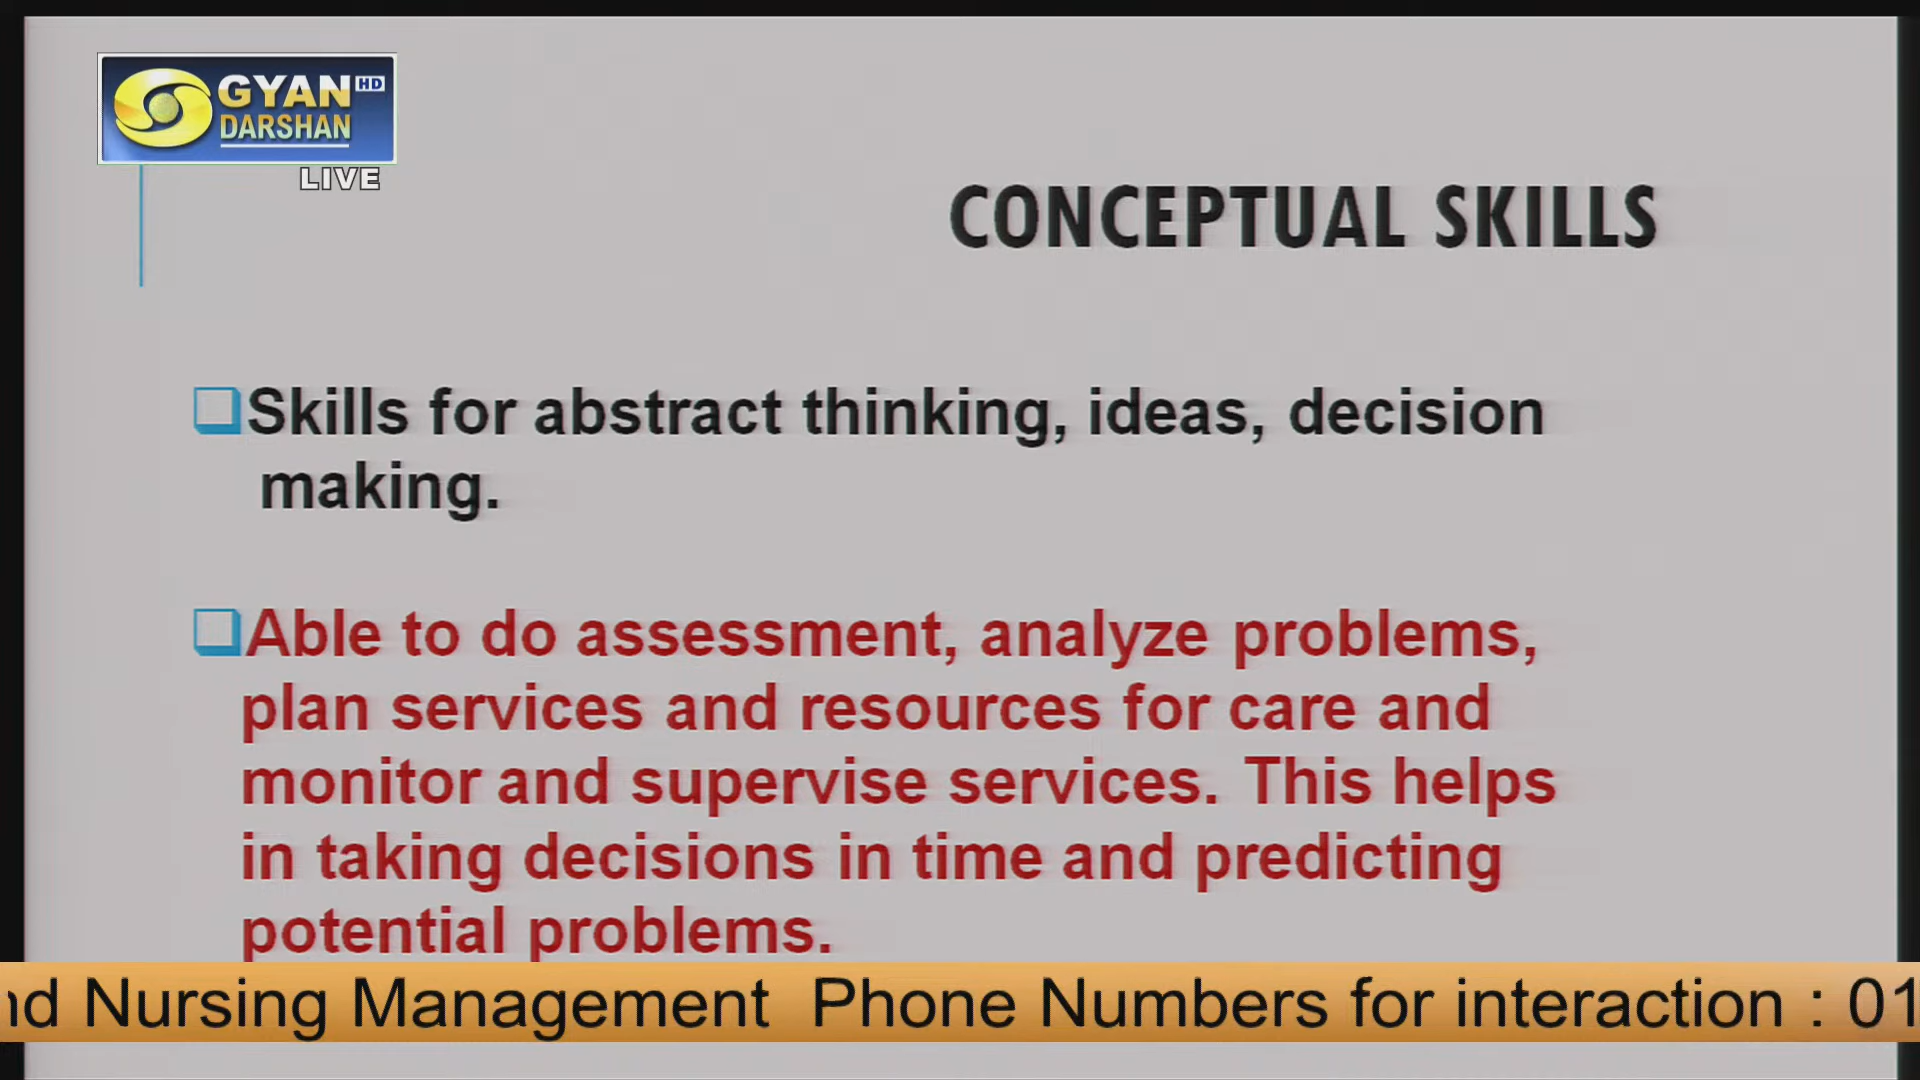 GYAN HD
DARSHAN
LIVE
CONCEPTUAL SKILLS
Skills for abstract thinking, ideas, decision
making.
Able to do assessment, analyze problems,
plan services and resources for care and
monitor and supervise services. This helps
in taking decisions in time and predicting
potential problems.
Nursing Management Phone Numbers for interaction : 01